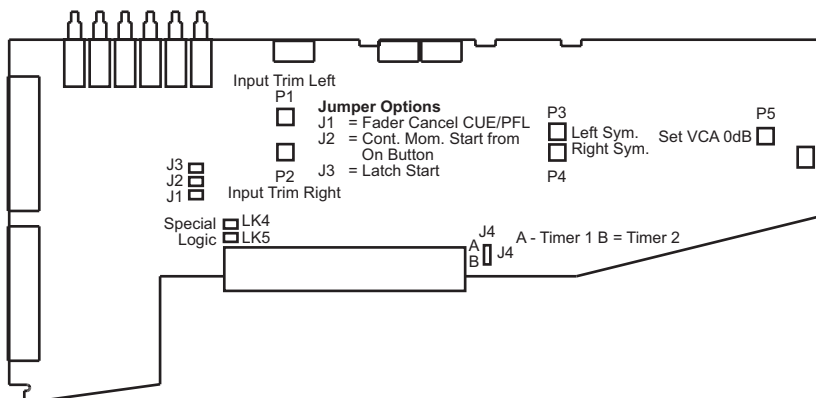 Input Trim Left
P1
P2
Input Trim Right
Jumper Options
J1 = Fader Cancel CUE/PFL
J2 = Cont. Mom. Start from
On Button
J3 = Latch Start
P3
Left Sym.
Right Sym.
P4
P5
Set VCA 0dB
J3
J2
J1
Special
Logic
LK4
LK5
J4
A
B
J4
A - Timer 1 B = Timer 2